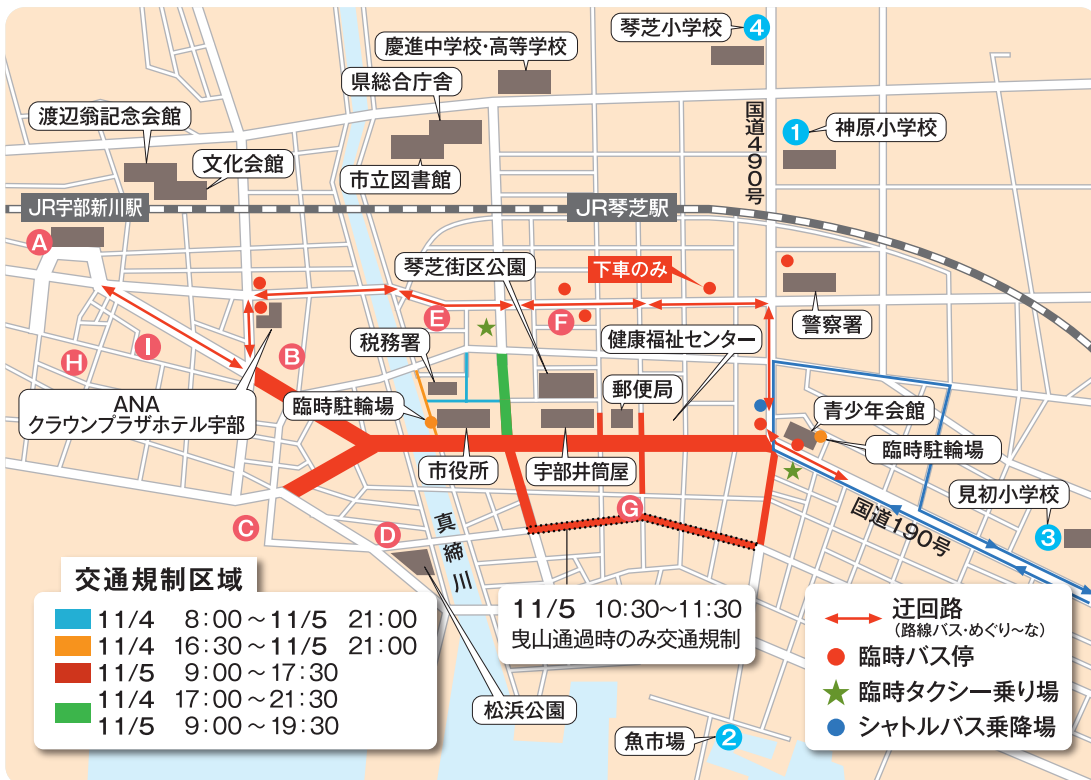 琴芝小学校
4
慶進中学校・高等学校
県総合庁舎
国道490号
渡辺翁記念会館
1
神原小学校
文化会館
市立図書館
JR宇部新川駅
JR琴芝駅
A
琴芝街区公園
下車のみ
警察署
E
F
健康福祉センター
税務署
I
B
H
郵便局
ANA
クラウンプラザホテル宇部
臨時駐輪場
青少年会館
臨時駐輪場
市役所
宇部井筒屋
見初小学校
3
G
国道190号
C
D
真締川
交通規制区域
11/4 8:00~11/5 21:00
11/4 16:30~11/5 21:00
11/5 9:00~17:30
11/4 17:00~21:30
11/5 9:00~19:30
11/5 10:30~11:30
曳山通過時のみ交通規制
松浜公園
魚市場
2
迂回路
(路線バス・めぐり~な)
臨時バス停
臨時タクシー乗り場
シャトルバス乗降場